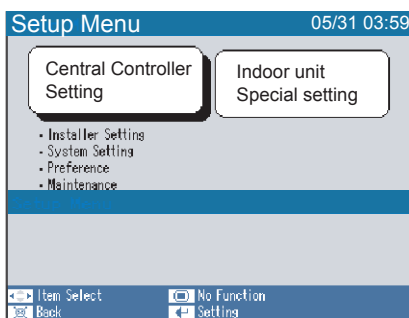 Setup Menu 05/31 03:59
Central Controller
Setting
Indoor unit
Special setting
- Installer Setting
- System Setting
- Preference
- Maintenance
Item Select No Function
Back Setting